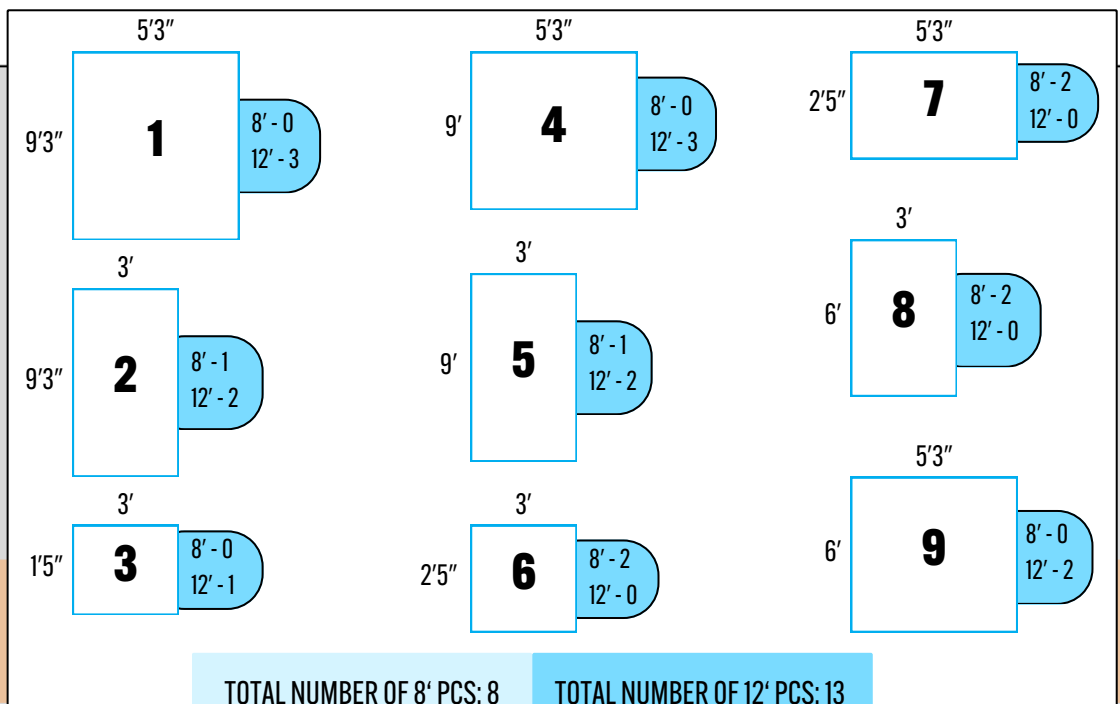 5'3"
9'3"
1
8' - 0
12' - 3
3'
9'3"
2
8' - 1
12' - 2
3'
1'5"
3
8' - 0
12' - 1
5'3"
9'
4
8' - 0
12' - 3
3'
9'
5
8' - 1
12' - 2
3'
2'5"
6
8' - 2
12' - 0
5'3"
2'5"
7
8' - 2
12' - 0
3'
6'
8
8' - 2
12' - 0
5'3"
6'
9
8' - 0
12' - 2
TOTAL NUMBER OF 8‘ PCS: 8
TOTAL NUMBER OF 12‘ PCS: 13